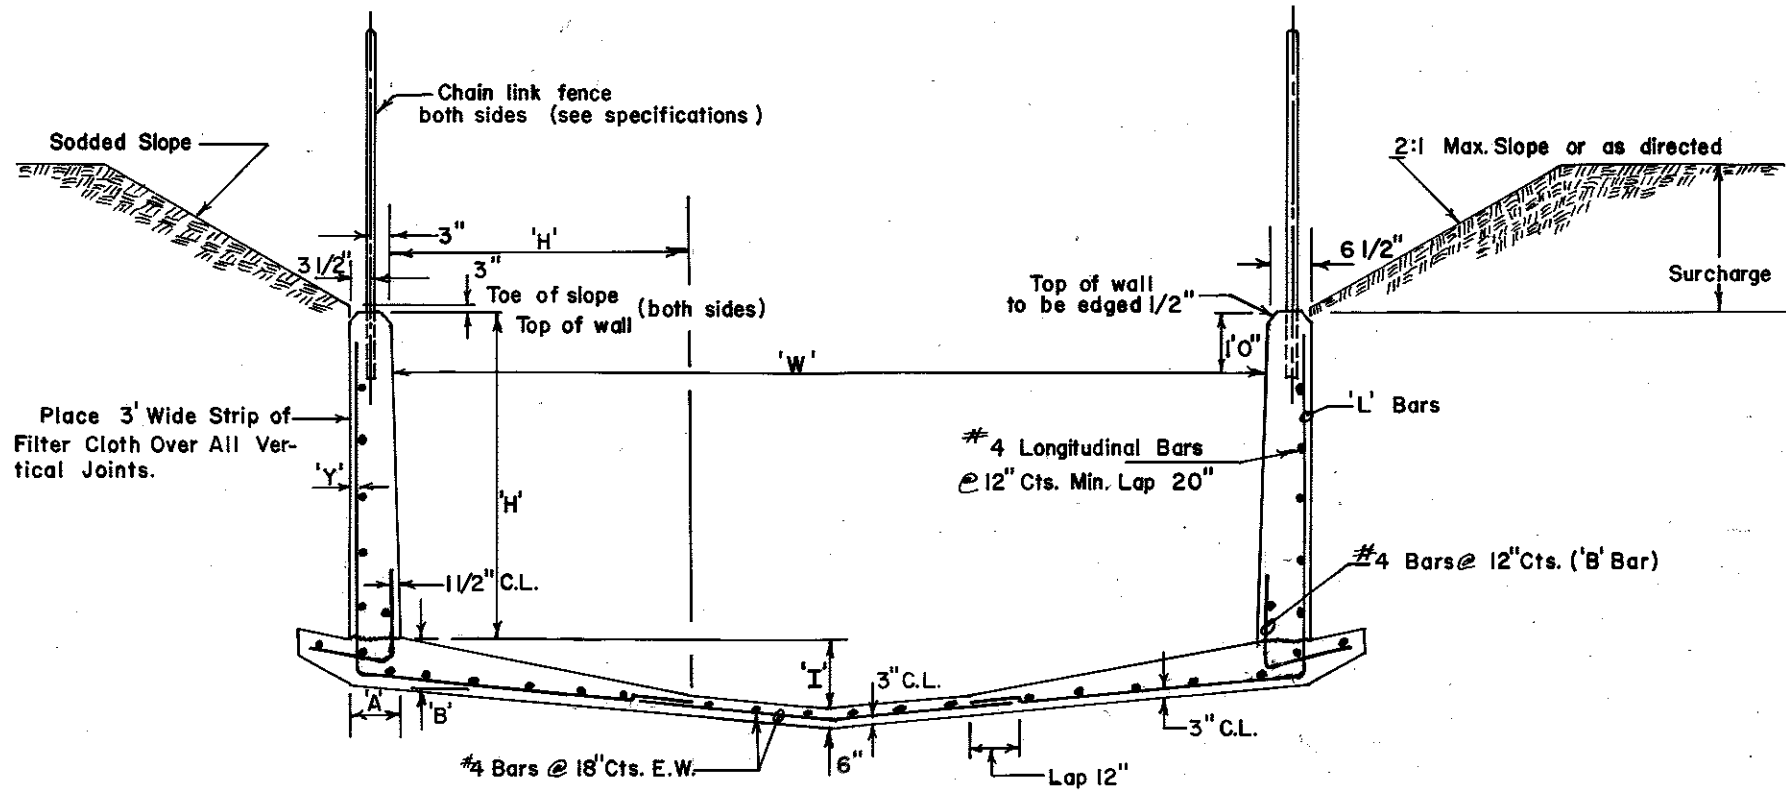 Chain link fence
both sides (see specifications)
Sodded Slope
2:1 Max. Slope or as directed
3"
'H'
6 1/2"
3 1/2"
3"
Surcharge
Toe of slope
(both sides)
Top of wall
Top of wall
to be edged 1/2"
1'0"
'W'
Place 3' Wide Strip of
Filter Cloth Over All Ver-
tical Joints.
'L' Bars
#4 Longitudinal Bars
@ 12" Cts. Min. Lap 20"
'Y'
'H'
#4 Bars @ 12" Cts. ('B' Bar)
1 1/2" C.L.
'I'
3" C.L.
'A'
'B'
3" C.L.
#4 Bars @ 18" Cts. E.W.
6"
Lap 12"